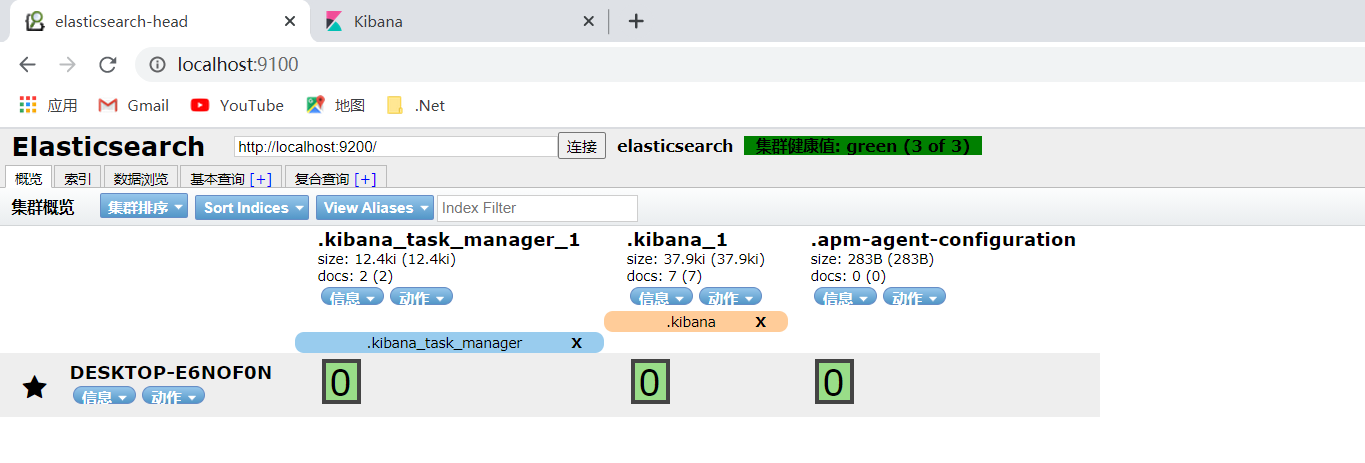 elasticsearch-head
Kibana
localhost:9100
应用 Gmail YouTube 地图 .Net
Elasticsearch http://localhost:9200/ 连接 elasticsearch 集群健康值: green (3 of 3)
概览 索引 数据浏览 基本查询 [+] 复合查询 [+]
集群概览 集群排序 Sort Indices View Aliases Index Filter
.kibana_task_manager_1 .kibana_1 .apm-agent-configuration
size: 12.4ki (12.4ki) size: 37.9ki (37.9ki) size: 283B (283B)
docs: 2 (2) docs: 7 (7) docs: 0 (0)
信息 动作 信息 动作 信息 动作
.kibana X
.kibana_task_manager X
DESKTOP-E6NOF0N 0 0 0
信息 动作